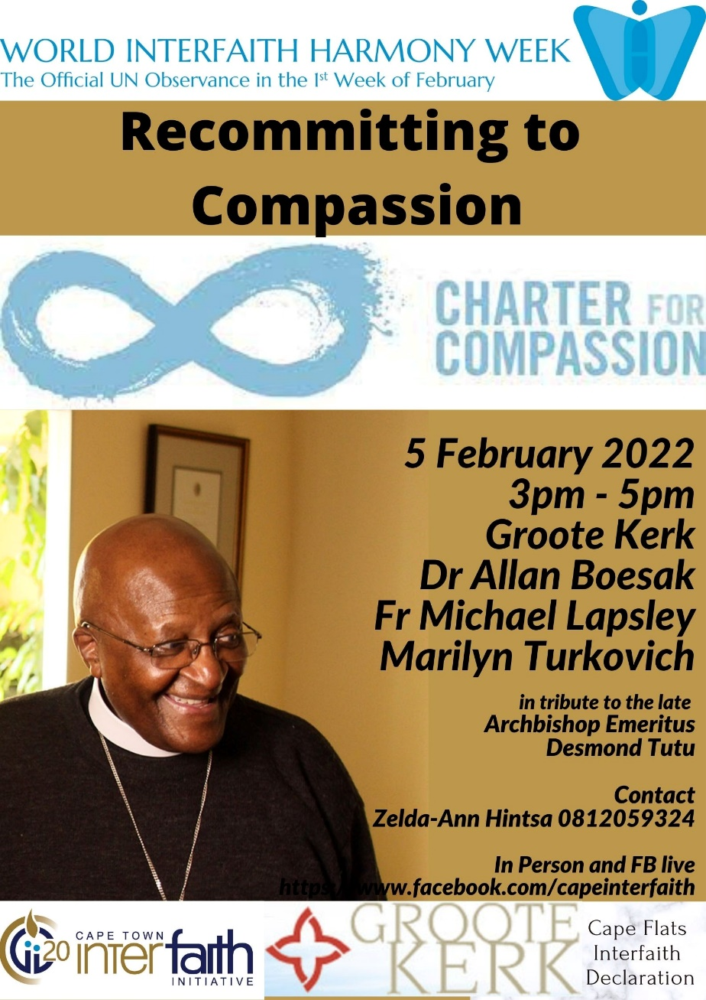 WORLD INTERFAITH HARMONY WEEK
The Official UN Observance in the 1st Week of February
Recommitting to
Compassion
CHARTER FOR
COMPASSION
5 February 2022
3pm - 5pm
Groote Kerk
Dr Allan Boesak
Fr Michael Lapsley
Marilyn Turkovich
in tribute to the late
Archbishop Emeritus
Desmond Tutu
Contact
Zelda-Ann Hintsa 0812059324
In Person and FB live
https://www.facebook.com/capeinterfaith
20
CAPE TOWN
interfaith
INITIATIVE
GROOTE
KERK
Cape Flats
Interfaith
Declaration